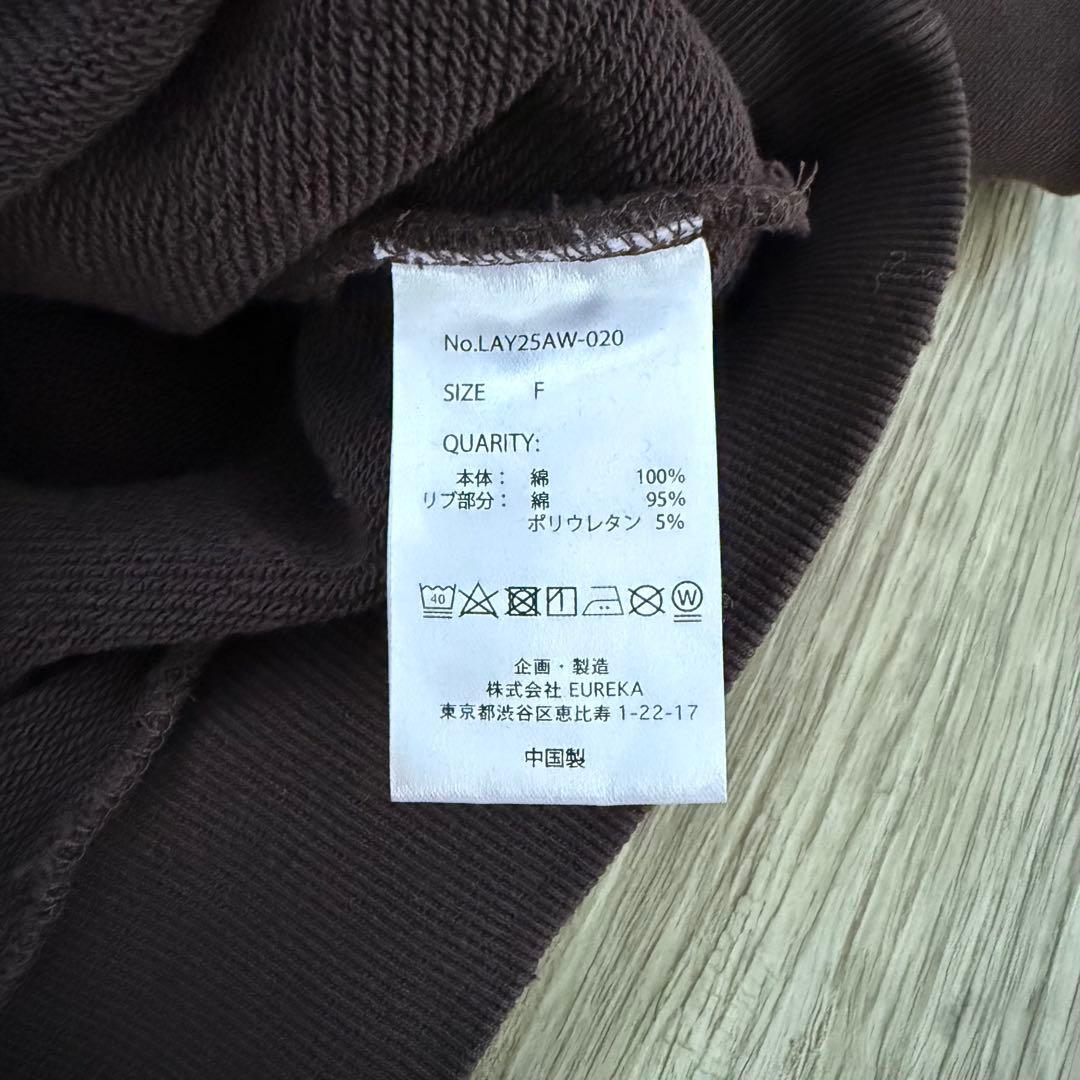 No.LAY25AW-020
SIZE F
QUARITY:
本体： 綿 100%
リブ部分： 綿 95%
ポリウレタン 5%
40 W
企画・製造
株式会社 EUREKA
東京都渋谷区恵比寿 1-22-17
中国製